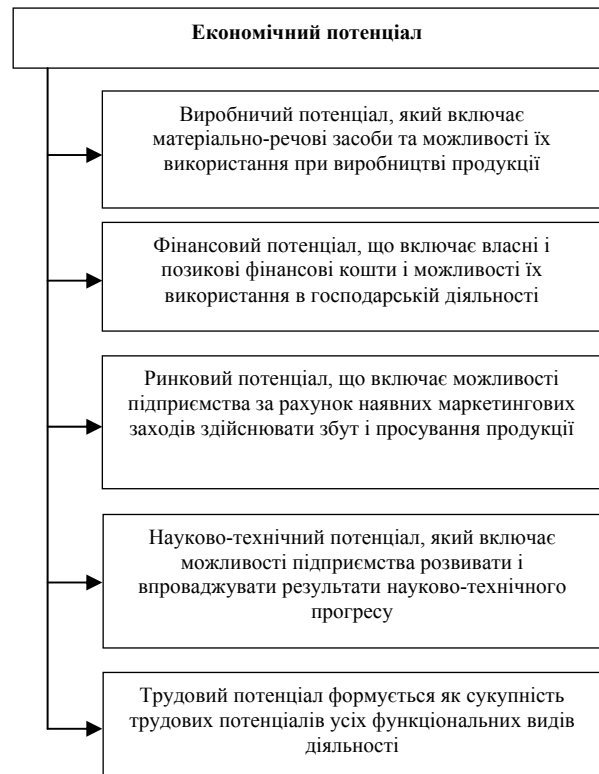 Економічний потенціал
Виробничий потенціал, який включає
матеріально-речові засоби та можливості їх
використання при виробництві продукції
Фінансовий потенціал, що включає власні і
позикові фінансові кошти і можливості їх
використання в господарській діяльності
Ринковий потенціал, що включає можливості
підприємства за рахунок наявних маркетингових
заходів здійснювати збут і просування продукції
Науково-технічний потенціал, який включає
можливості підприємства розвивати і
впроваджувати результати науково-технічного
прогресу
Трудовий потенціал формується як сукупність
трудових потенціалів усіх функціональних видів
діяльності